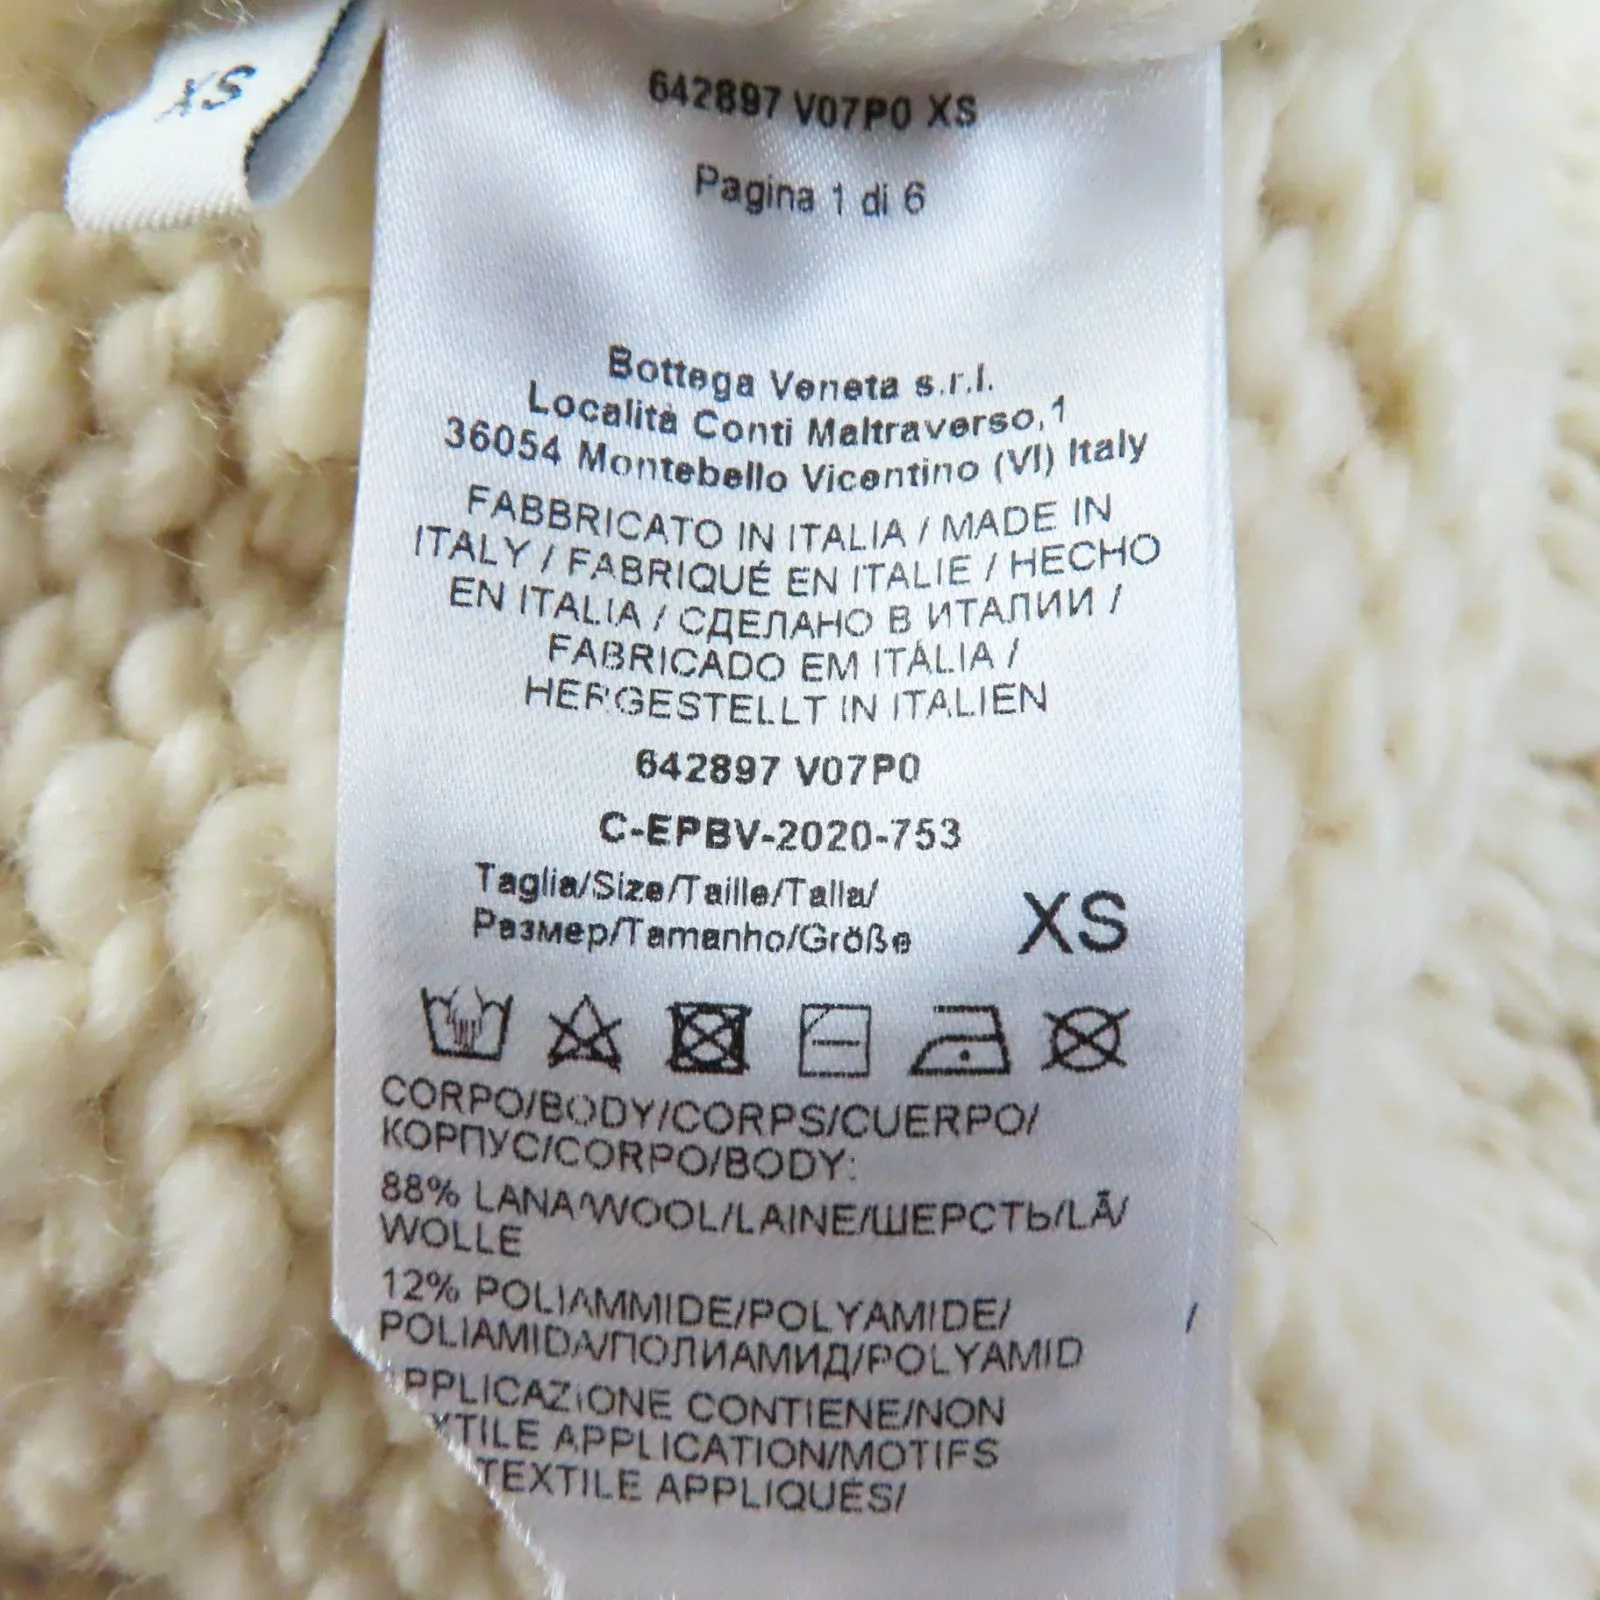 XS
642897 V07P0 XS
Pagina 1 di 6
Bottega Veneta s.r.l.
Località Conti Maltraverso,1
36054 Montebello Vicentino (VI) Italy
FABBRICATO IN ITALIA / MADE IN
ITALY / FABRIQUÉ EN ITALIE / HECHO
EN ITALIA / СДЕЛАНО В ИТАЛИИ /
FABRICADO EM ITÁLIA /
HERGESTELLT IN ITALIEN
642897 V07P0
C-EPBV-2020-753
Taglia/Size/Taille/Talla/
Размер/Tamanho/Größe
XS
CORPO/BODY/CORPS/CUERPO/
КОРПУС/CORPO/BODY:
88% LANA/WOOL/LAINE/ШЕРСТЬ/LÃ/
WOLLE
12% POLIAMMIDE/POLYAMIDE/
POLIAMIDA/ПОЛИАМИД/POLYAMID
CONTIENE/NON
APPLICATION/MOTIFS
TEXTILE APPLIQUÉS/